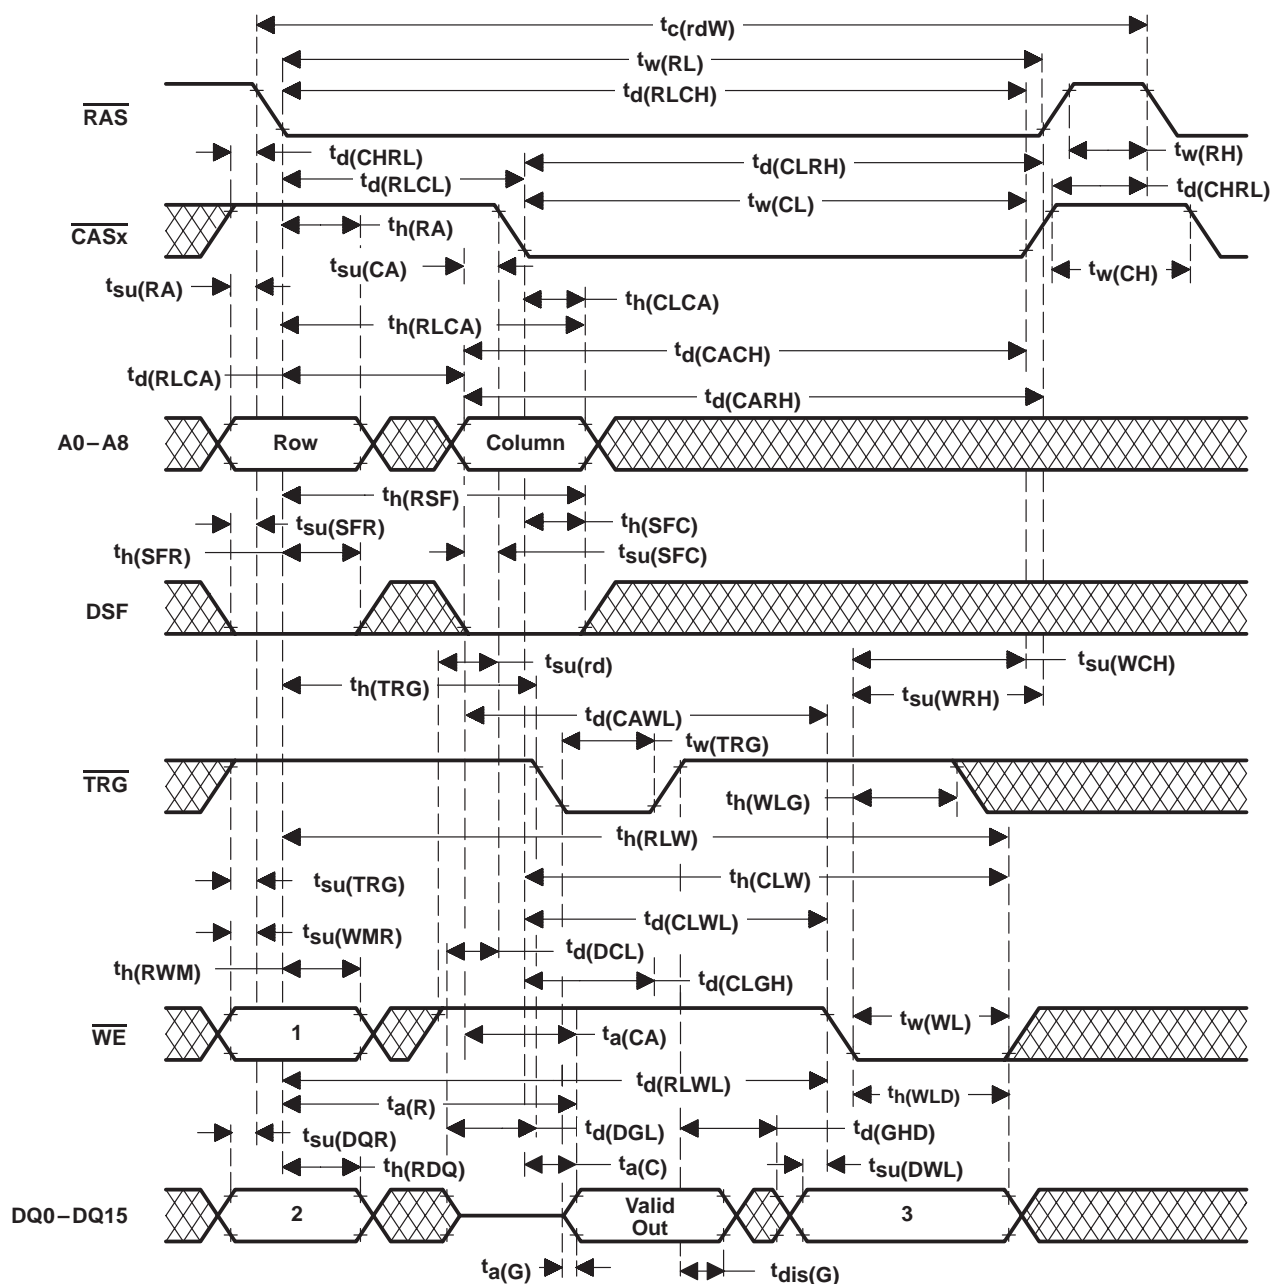 tc(rdW)
tw(RL)
td(RLCH)
RAS
td(CHRL)
td(CLRH)
tw(RH)
td(RLCL)
td(CHRL)
tw(CL)
CASx
th(RA)
tsu(CA)
tw(CH)
tsu(RA)
th(CLCA)
th(RLCA)
td(CACH)
td(RLCA)
td(CARH)
A0–A8
Row
Column
th(RSF)
tsu(SFR)
th(SFC)
th(SFR)
tsu(SFC)
DSF
tsu(rd)
tsu(WCH)
th(TRG)
tsu(WRH)
td(CAWL)
tw(TRG)
TRG
th(WLG)
th(RLW)
tsu(TRG)
th(CLW)
td(CLWL)
tsu(WMR)
td(DCL)
th(RWM)
td(CLGH)
WE
1
tw(WL)
ta(CA)
td(RLWL)
th(WLD)
ta(R)
tsu(DQR)
td(DGL)
td(GHD)
th(RDQ)
ta(C)
tsu(DWL)
DQ0–DQ15
2
Valid
Out
3
ta(G)
tdis(G)